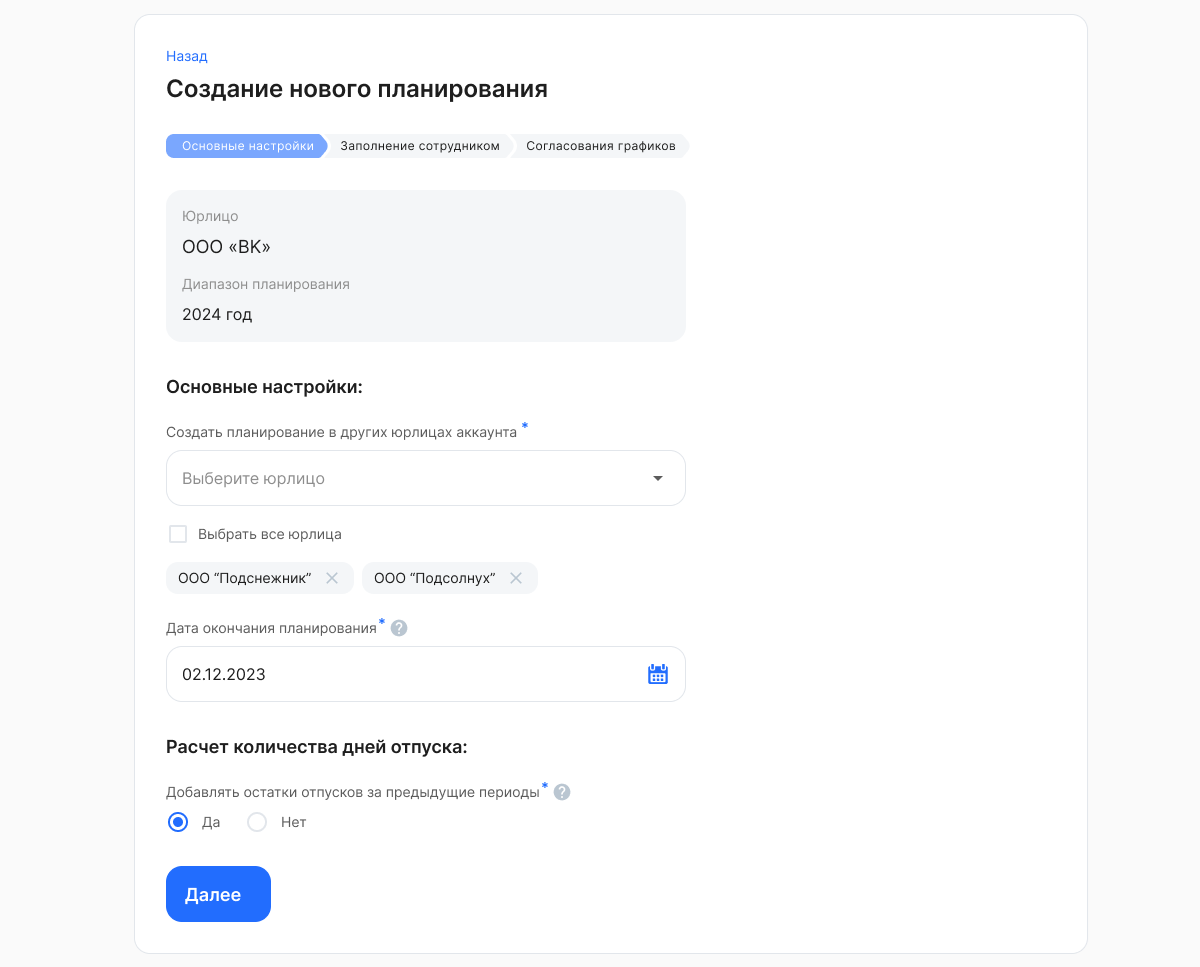 Назад
Создание нового планирования
Основные настройки
Заполнение сотрудником
Согласования графиков
Юрлицо
ООО «ВК»
Диапазон планирования
2024 год
Основные настройки:
Создать планирование в других юрлицах аккаунта *
Выберите юрлицо
Выбрать все юрлица
ООО “Подснежник”
ООО “Подсолнух”
Дата окончания планирования* ?
02.12.2023
Расчет количества дней отпуска:
Добавлять остатки отпусков за предыдущие периоды* ?
Да
Нет
Далее